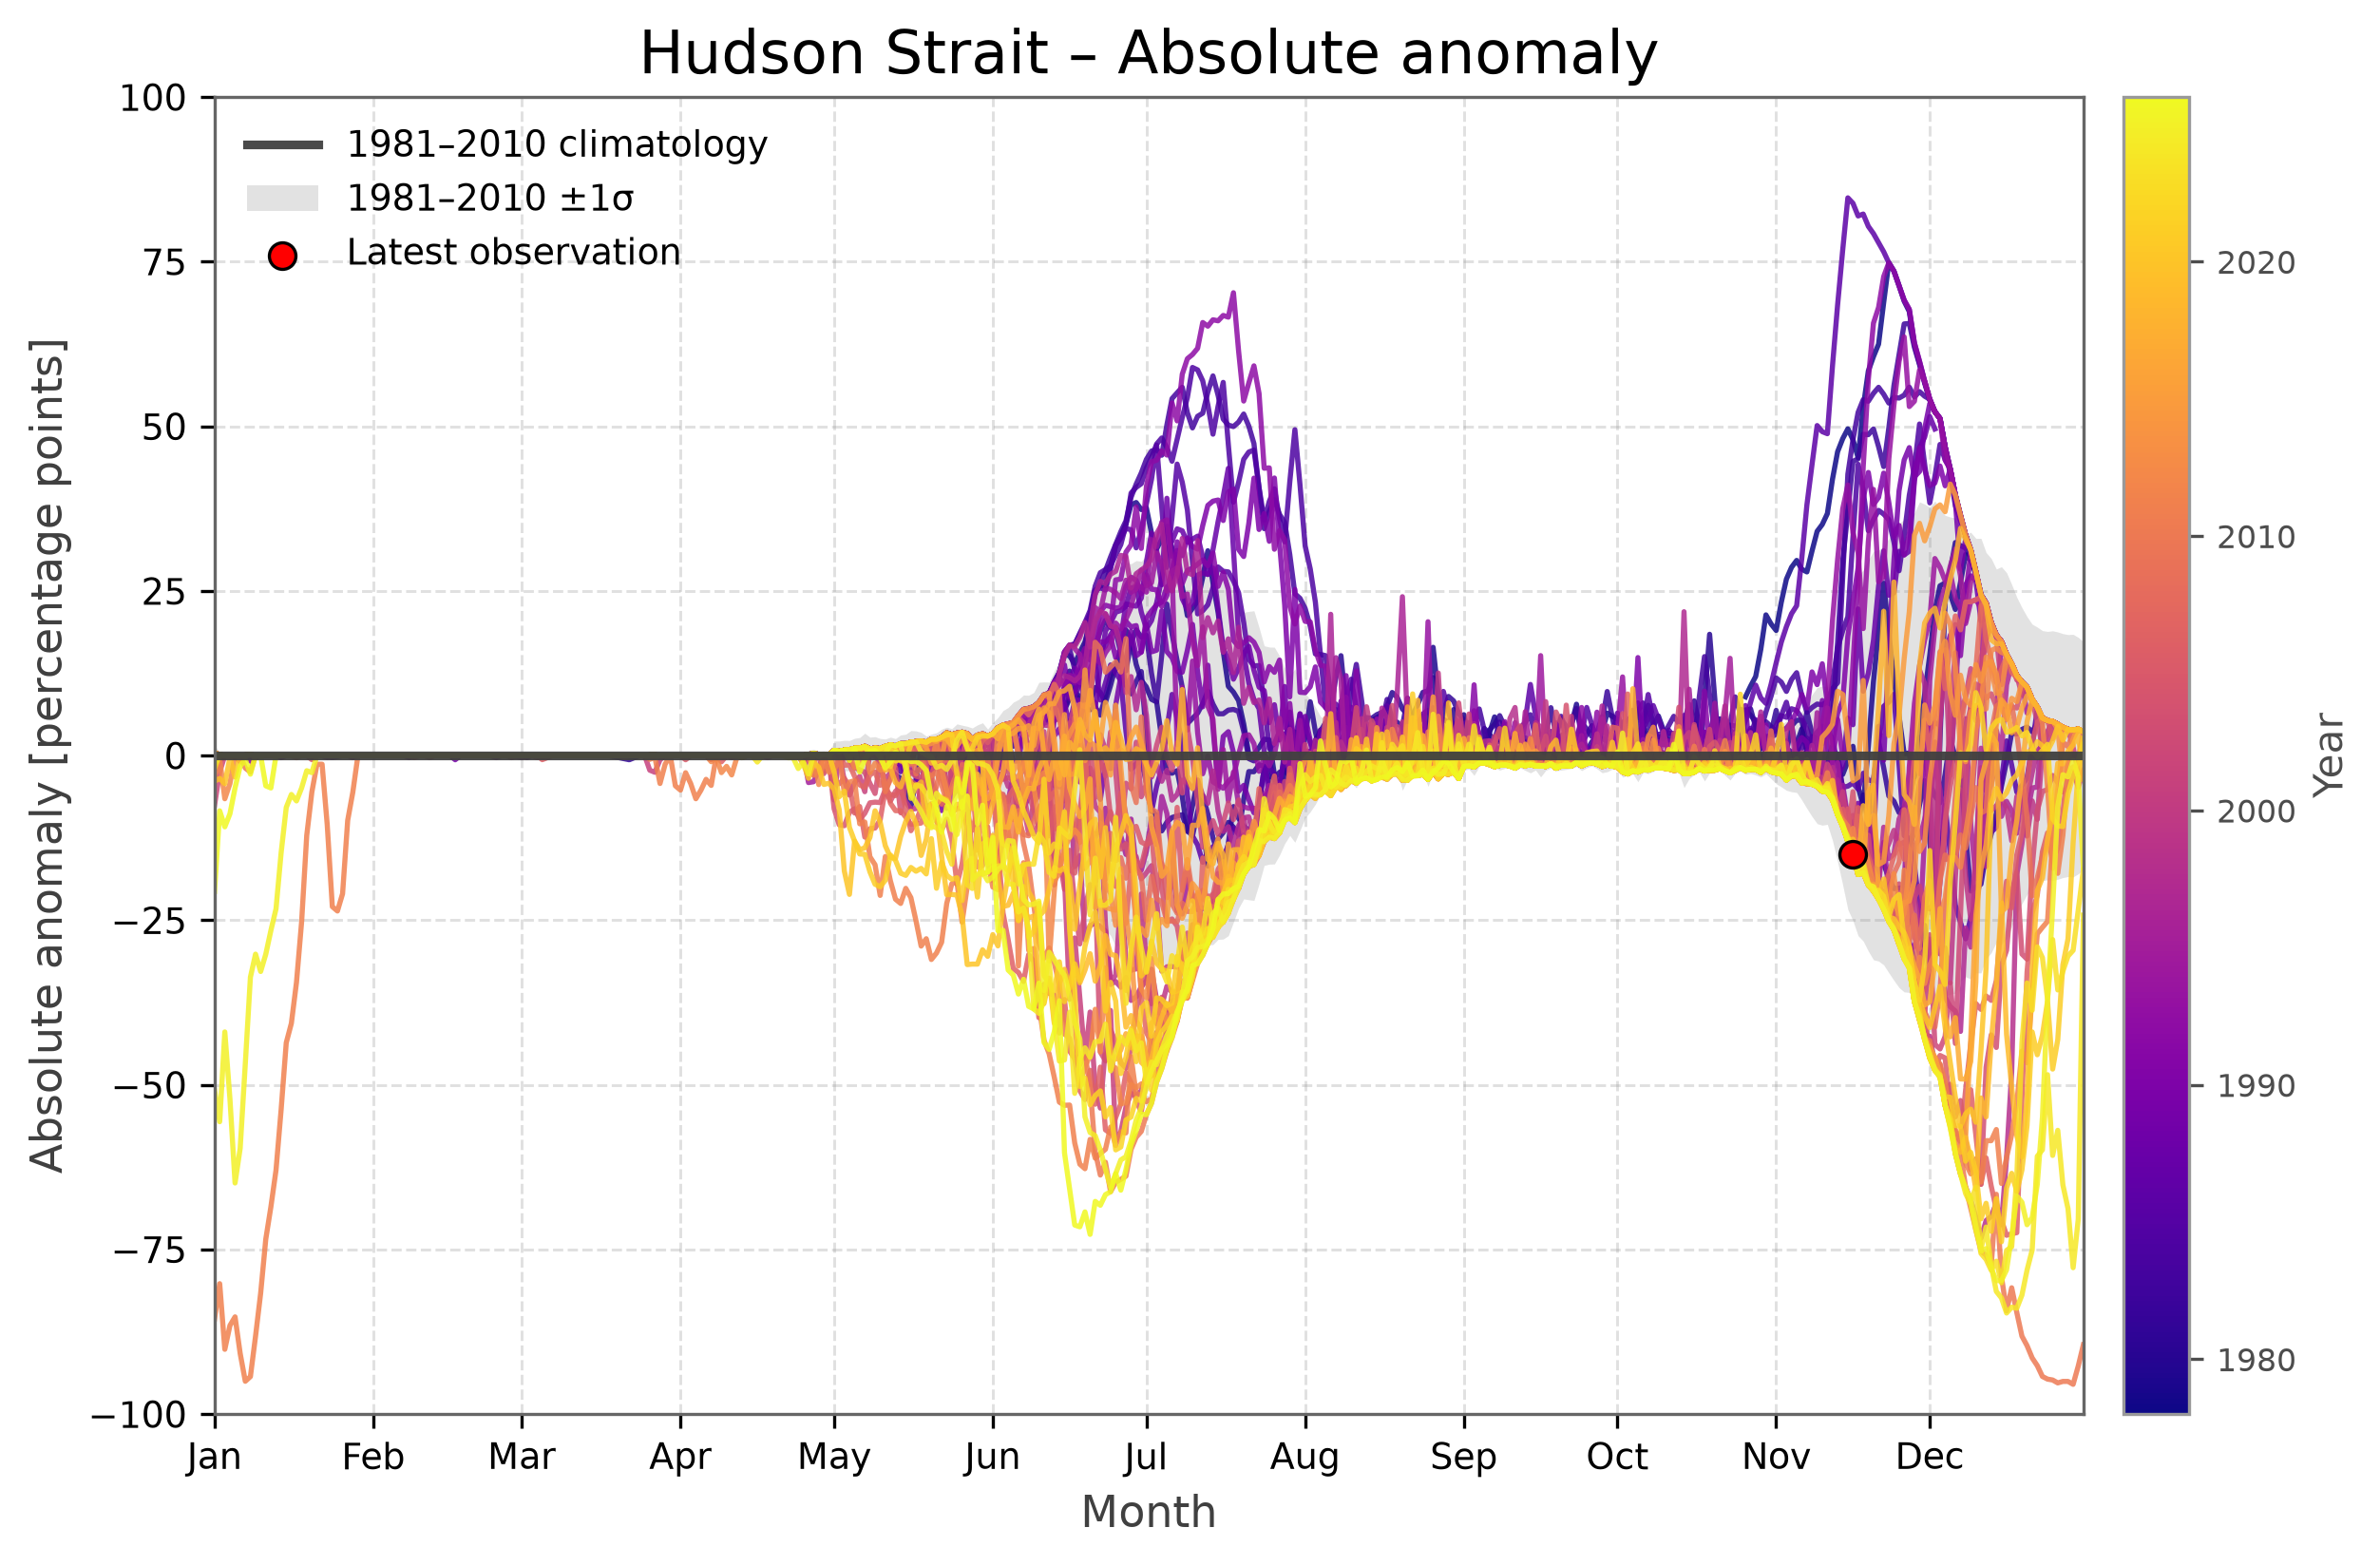 Hudson Strait – Absolute anomaly
1981–2010 climatology
1981–2010 ±1σ
Latest observation
Absolute anomaly [percentage points]
100
75
50
25
0
−25
−50
−75
−100
Jan Feb Mar Apr May Jun Jul Aug Sep Oct Nov Dec
Month
2020
2010
2000
1990
1980
Year